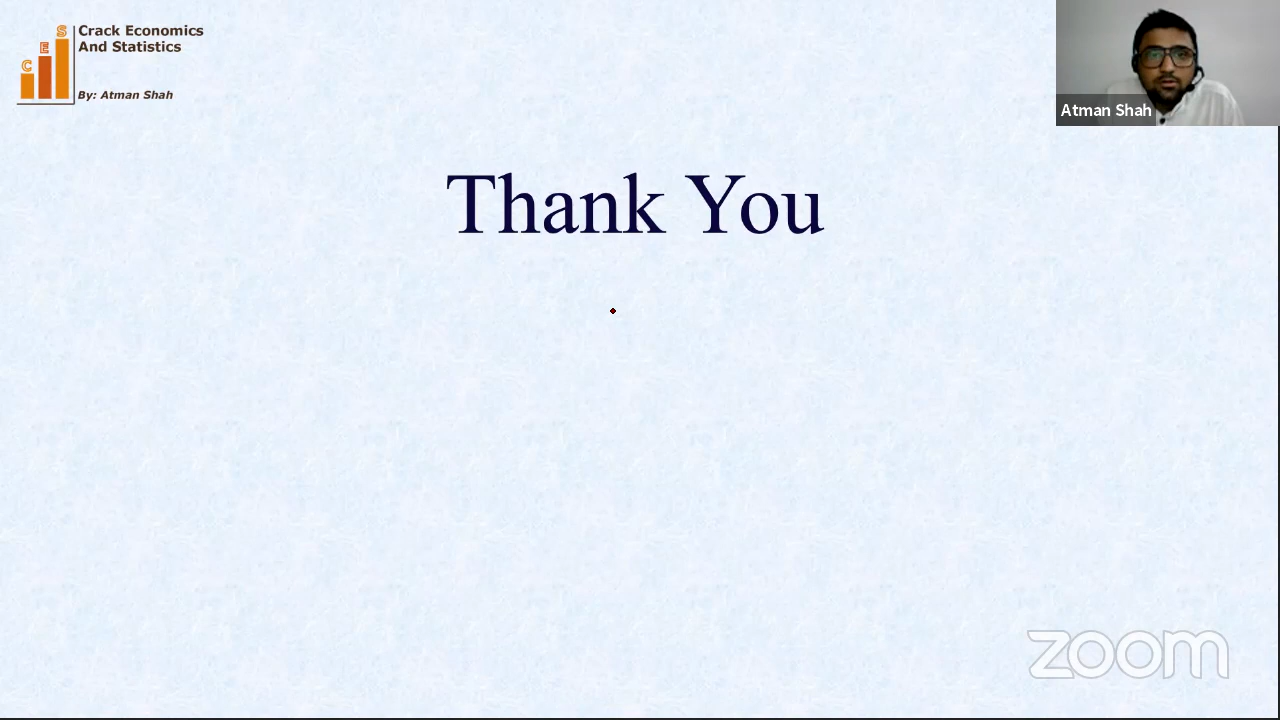 S
E
C
Crack Economics
And Statistics
By: Atman Shah
Atman Shah
Thank You
zoom